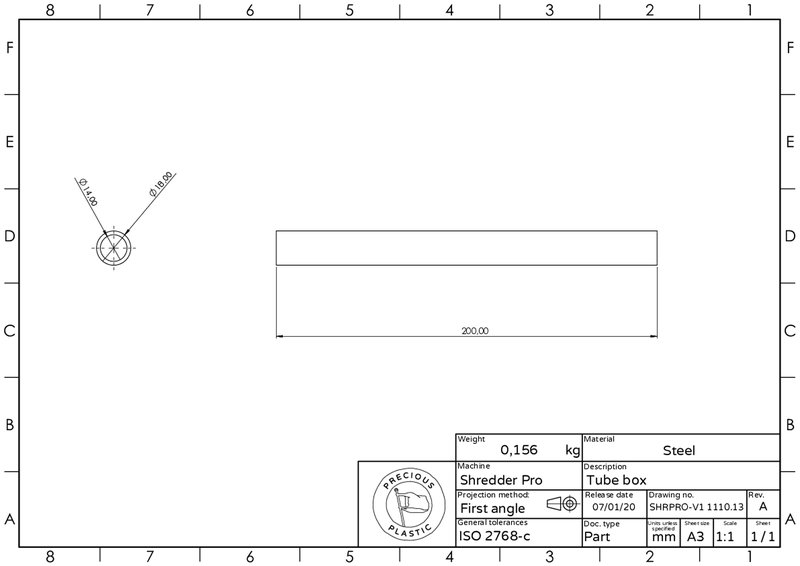 8 7 6 5 4 3 2 1
F F
E E
Ø14,00 Ø18,00
D D
200,00
C C
B B
Weight Material
0,156 kg Steel
Machine Description
Shredder Pro Tube box
Projection method: Release date Drawing no. Rev.
First angle 07/01/20 SHRPRO-V1 1110.13 A
PRECIOUS PLASTIC
General tolerances Doc. type Units unless specified Sheet size Scale Sheet
ISO 2768-c Part mm A3 1:1 1 / 1
A A
8 7 6 5 4 3 2 1